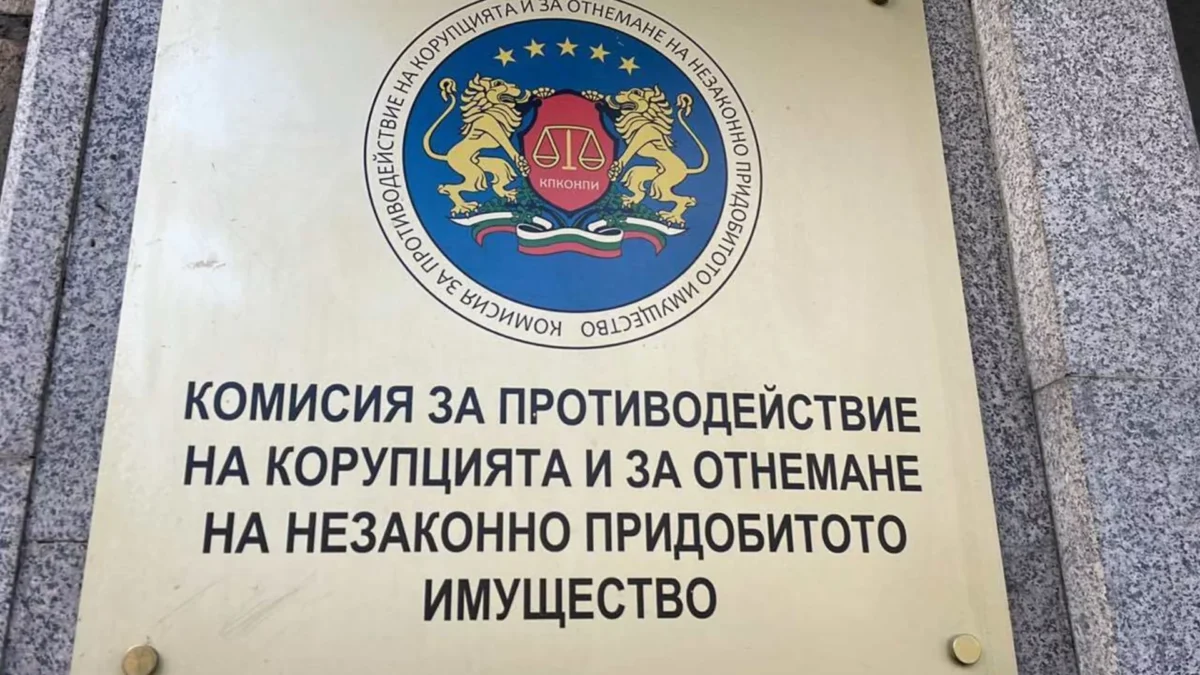 КОМИСИЯ ЗА ПРОТИВОДЕЙСТВИЕ НА КОРУПЦИЯТА И ЗА ОТНЕМАНЕ НА НЕЗАКОННО ПРИДОБИТОТО ИМУЩЕСТВО
КПКОНПИ
КОМИСИЯ ЗА ПРОТИВОДЕЙСТВИЕ
НА КОРУПЦИЯТА И ЗА ОТНЕМАНЕ
НА НЕЗАКОННО ПРИДОБИТОТО
ИМУЩЕСТВО